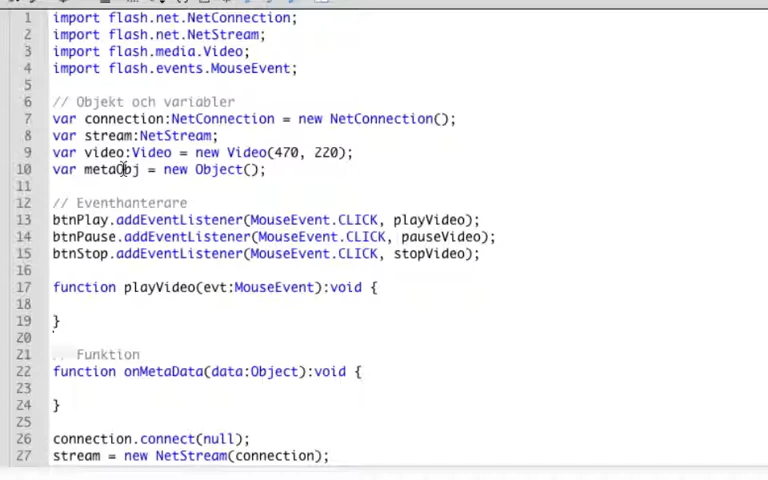 1 import flash.net.NetConnection;
2 import flash.net.NetStream;
3 import flash.media.Video;
4 import flash.events.MouseEvent;
5
6 // Objekt och variabler
7 var connection:NetConnection = new NetConnection();
8 var stream:NetStream;
9 var video:Video = new Video(470, 220);
10 var metaObj = new Object();
11
12 // Eventhanterare
13 btnPlay.addEventListener(MouseEvent.CLICK, playVideo);
14 btnPause.addEventListener(MouseEvent.CLICK, pauseVideo);
15 btnStop.addEventListener(MouseEvent.CLICK, stopVideo);
16
17 function playVideo(evt:MouseEvent):void {
18
19 }
20
21 // Funktion
22 function onMetaData(data:Object):void {
23
24 }
25
26 connection.connect(null);
27 stream = new NetStream(connection);